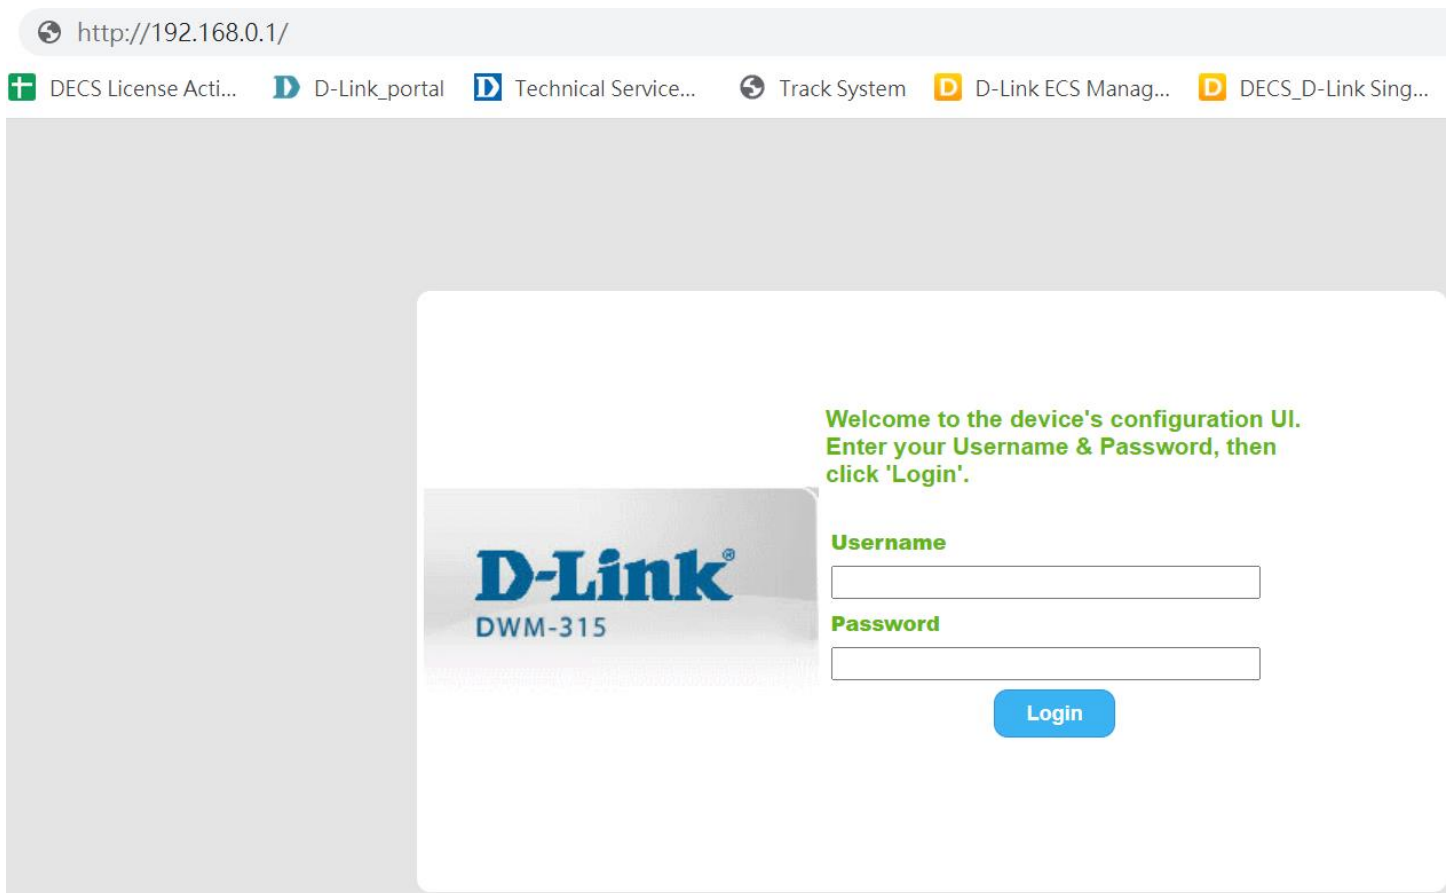 http://192.168.0.1/
DECS License Acti... D-Link_portal Technical Service... Track System D-Link ECS Manag... DECS_D-Link Sing...
Welcome to the device's configuration UI.
Enter your Username & Password, then
click 'Login'.
D-Link®
DWM-315
Username
Password
Login